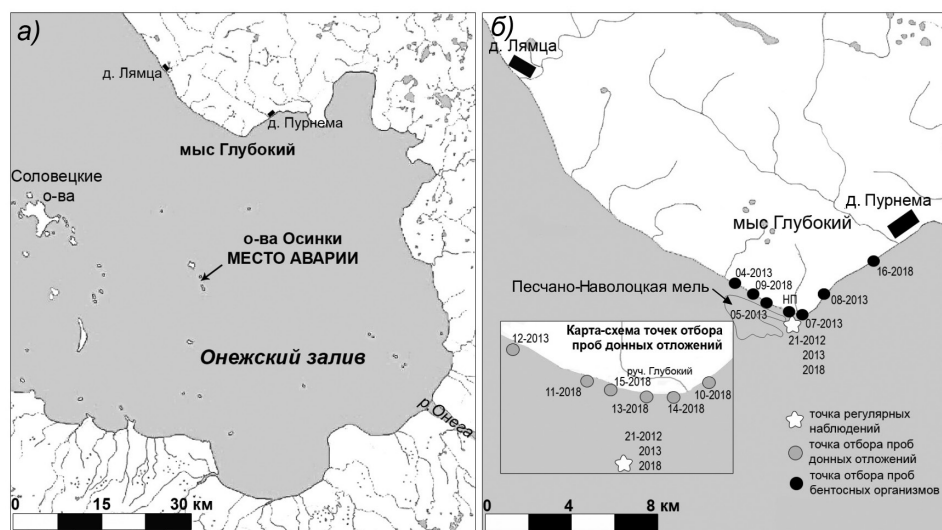 а)
д. Лямца
д. Пурнема
мыс Глубокий
Соловецкие
о-ва
о-ва Осинки
МЕСТО АВАРИИ
Онежский залив
р. Онега
0 15 30 км
б)
д. Лямца
д. Пурнема
мыс Глубокий
04-2013
09-2018
16-2018
Песчано-Наволоцкая мель
НП
08-2013
05-2013
07-2013
21-2012
2013
2018
Карта-схема точек отбора
проб донных отложений
12-2013
руч. Глубокий
15-2018
11-2018
10-2018
13-2018
14-2018
21-2012
2013
2018
точка регулярных
наблюдений
точка отбора проб
донных отложений
точка отбора проб
бентосных организмов
0 4 8 км